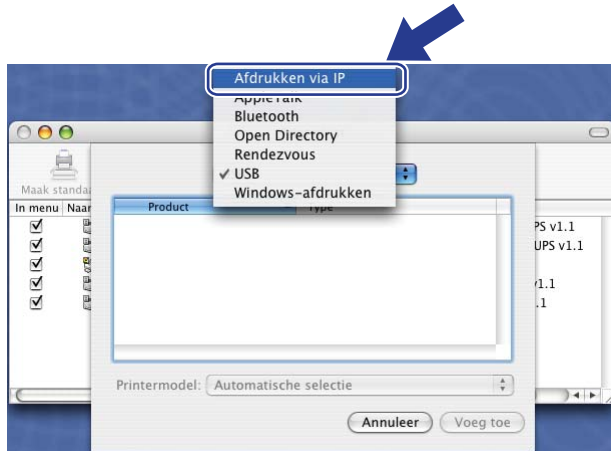 Afdrukken via IP
AppleTalk
Bluetooth
Open Directory
Rendezvous
✓ USB
Windows-afdrukken
Maak standaa
In menu Naar
Product Type
PS v1.1
UPS v1.1
v1.1
.1
Printermodel: Automatische selectie
Annuleer Voeg toe